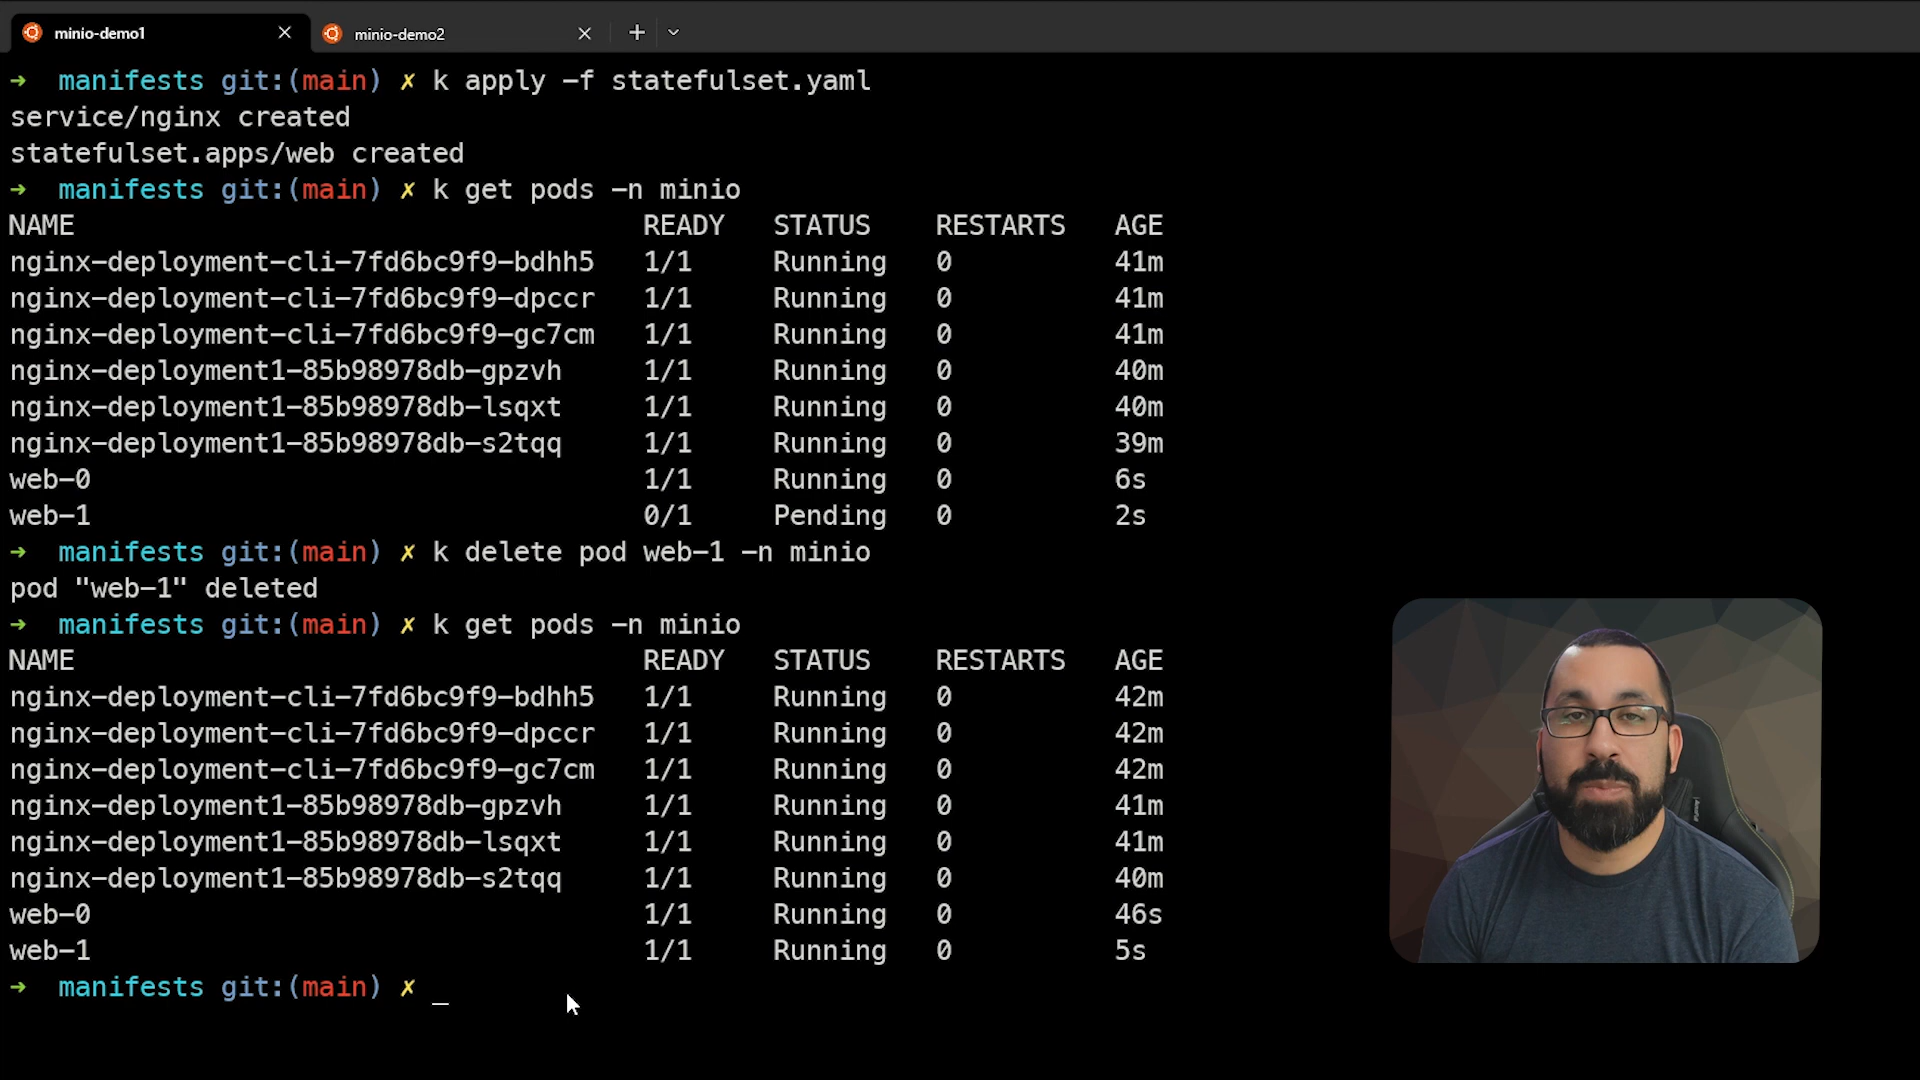 minio-demo1 minio-demo2
➜ manifests git:(main) ✗ k apply -f statefulset.yaml
service/nginx created
statefulset.apps/web created
➜ manifests git:(main) ✗ k get pods -n minio
NAME READY STATUS RESTARTS AGE
nginx-deployment-cli-7fd6bc9f9-bdhh5 1/1 Running 0 41m
nginx-deployment-cli-7fd6bc9f9-dpccr 1/1 Running 0 41m
nginx-deployment-cli-7fd6bc9f9-gc7cm 1/1 Running 0 41m
nginx-deployment1-85b98978db-gpzvh 1/1 Running 0 40m
nginx-deployment1-85b98978db-lsqxt 1/1 Running 0 40m
nginx-deployment1-85b98978db-s2tqq 1/1 Running 0 39m
web-0 1/1 Running 0 6s
web-1 0/1 Pending 0 2s
➜ manifests git:(main) ✗ k delete pod web-1 -n minio
pod "web-1" deleted
➜ manifests git:(main) ✗ k get pods -n minio
NAME READY STATUS RESTARTS AGE
nginx-deployment-cli-7fd6bc9f9-bdhh5 1/1 Running 0 42m
nginx-deployment-cli-7fd6bc9f9-dpccr 1/1 Running 0 42m
nginx-deployment-cli-7fd6bc9f9-gc7cm 1/1 Running 0 42m
nginx-deployment1-85b98978db-gpzvh 1/1 Running 0 41m
nginx-deployment1-85b98978db-lsqxt 1/1 Running 0 41m
nginx-deployment1-85b98978db-s2tqq 1/1 Running 0 40m
web-0 1/1 Running 0 46s
web-1 1/1 Running 0 5s
➜ manifests git:(main) ✗ _